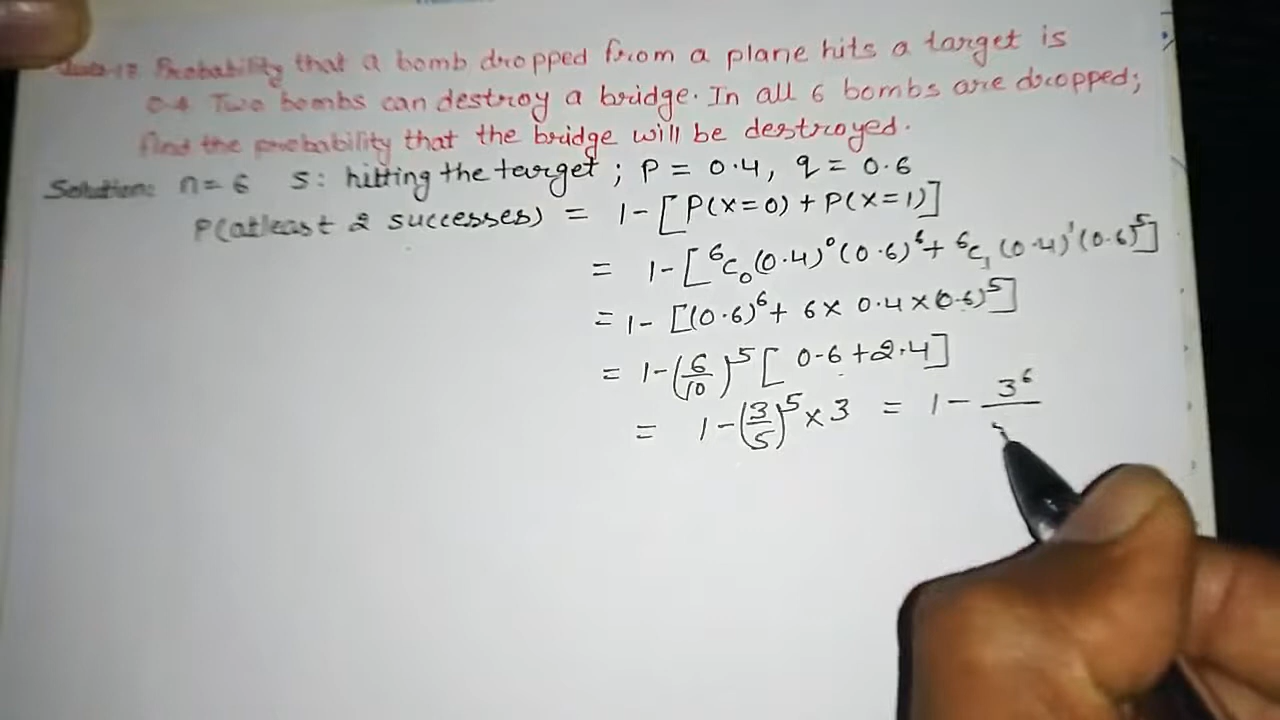 Probability that a bomb dropped from a plane hits a target is
0.4 Two bombs can destroy a bridge. In all 6 bombs are dropped;
find the probability that the bridge will be destroyed.
Solution: n=6 S: hitting the target ; P = 0.4, q = 0.6
P(atleast 2 successes) = 1-[P(X=0) + P(X=1)]
= 1-[⁶C₀(0.4)⁰(0.6)⁶+ ⁶C₁(0.4)¹(0.6)⁵]
= 1- [(0.6)⁶+ 6× 0.4×(0.6)⁵]
= 1-(6/10)⁵[0.6+2.4]
= 1-(3/5)⁵×3 = 1- 3⁶